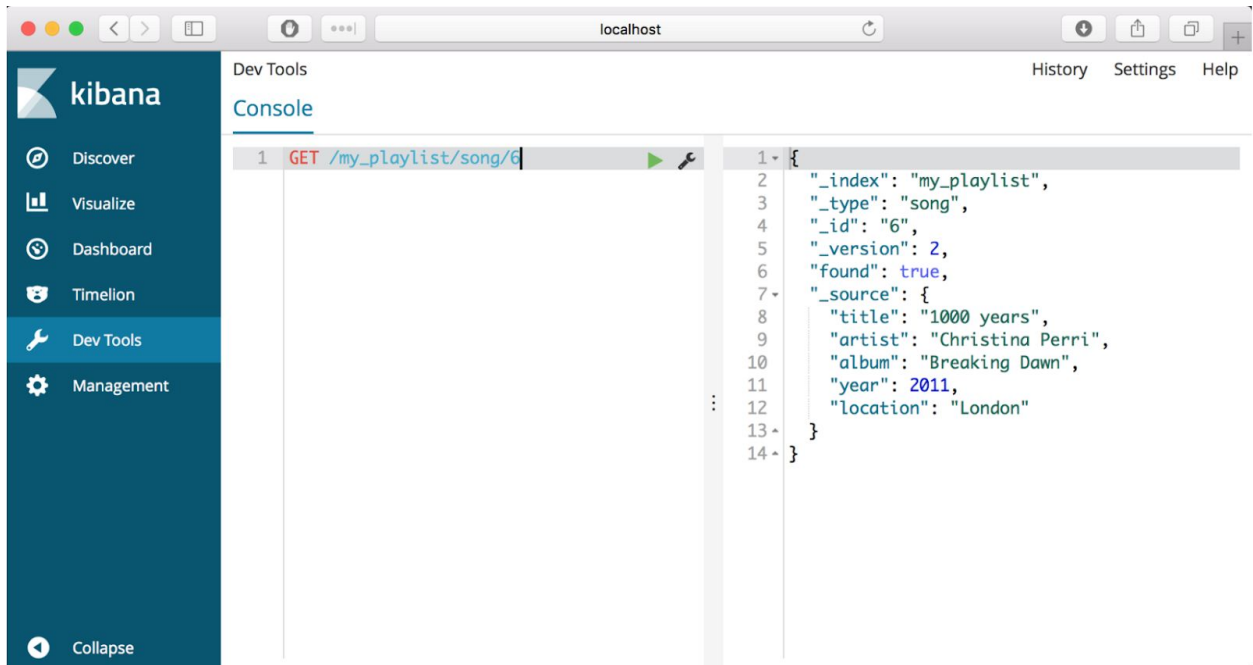 localhost
kibana
Discover
Visualize
Dashboard
Timelion
Dev Tools
Management
Collapse
Dev Tools
History Settings Help
Console
1 GET /my_playlist/song/6
1 {
2 "_index": "my_playlist",
3 "_type": "song",
4 "_id": "6",
5 "_version": 2,
6 "found": true,
7 "_source": {
8 "title": "1000 years",
9 "artist": "Christina Perri",
10 "album": "Breaking Dawn",
11 "year": 2011,
12 "location": "London"
13 }
14 }